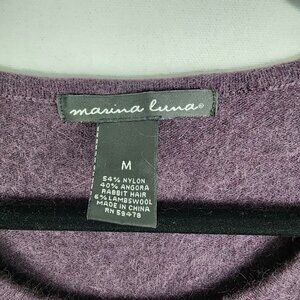 marina luna®
M
54% NYLON
40% ANGORA
RABBIT HAIR
6% LAMBSWOOL
MADE IN CHINA
RN 59478